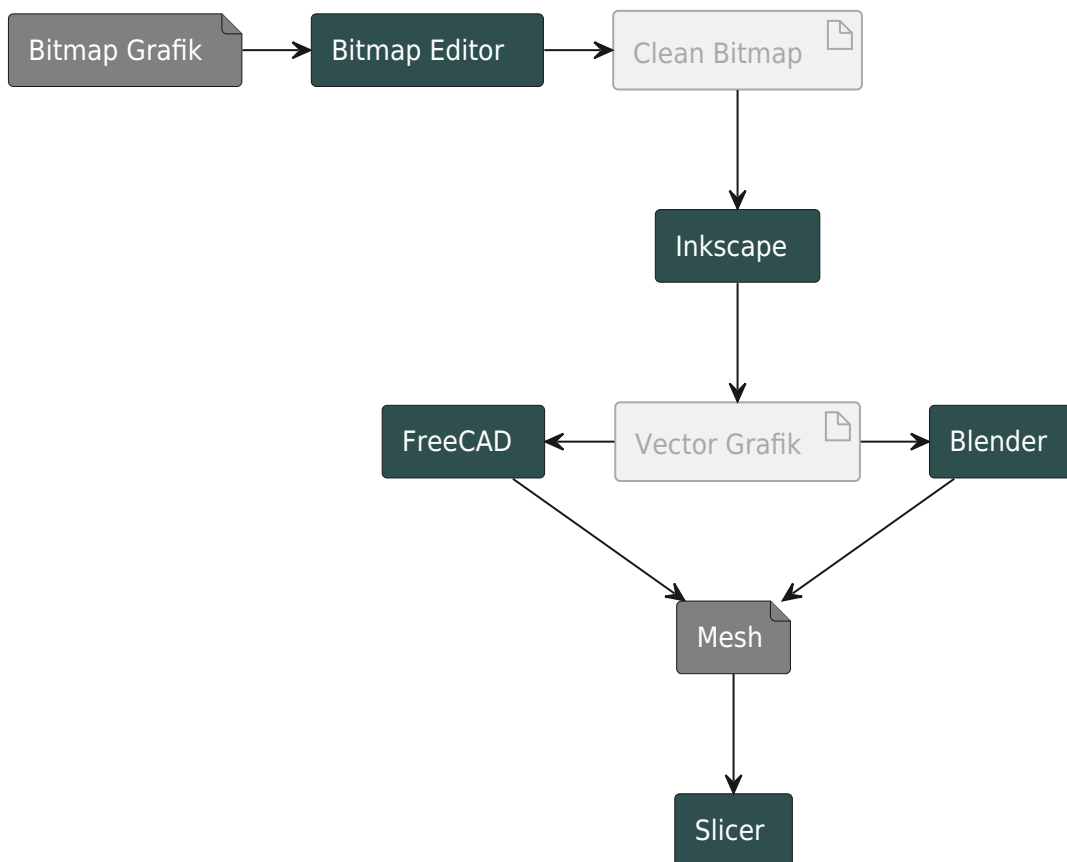 Bitmap Grafik
Bitmap Editor
Clean Bitmap
Inkscape
FreeCAD
Vector Grafik
Blender
Mesh
Slicer